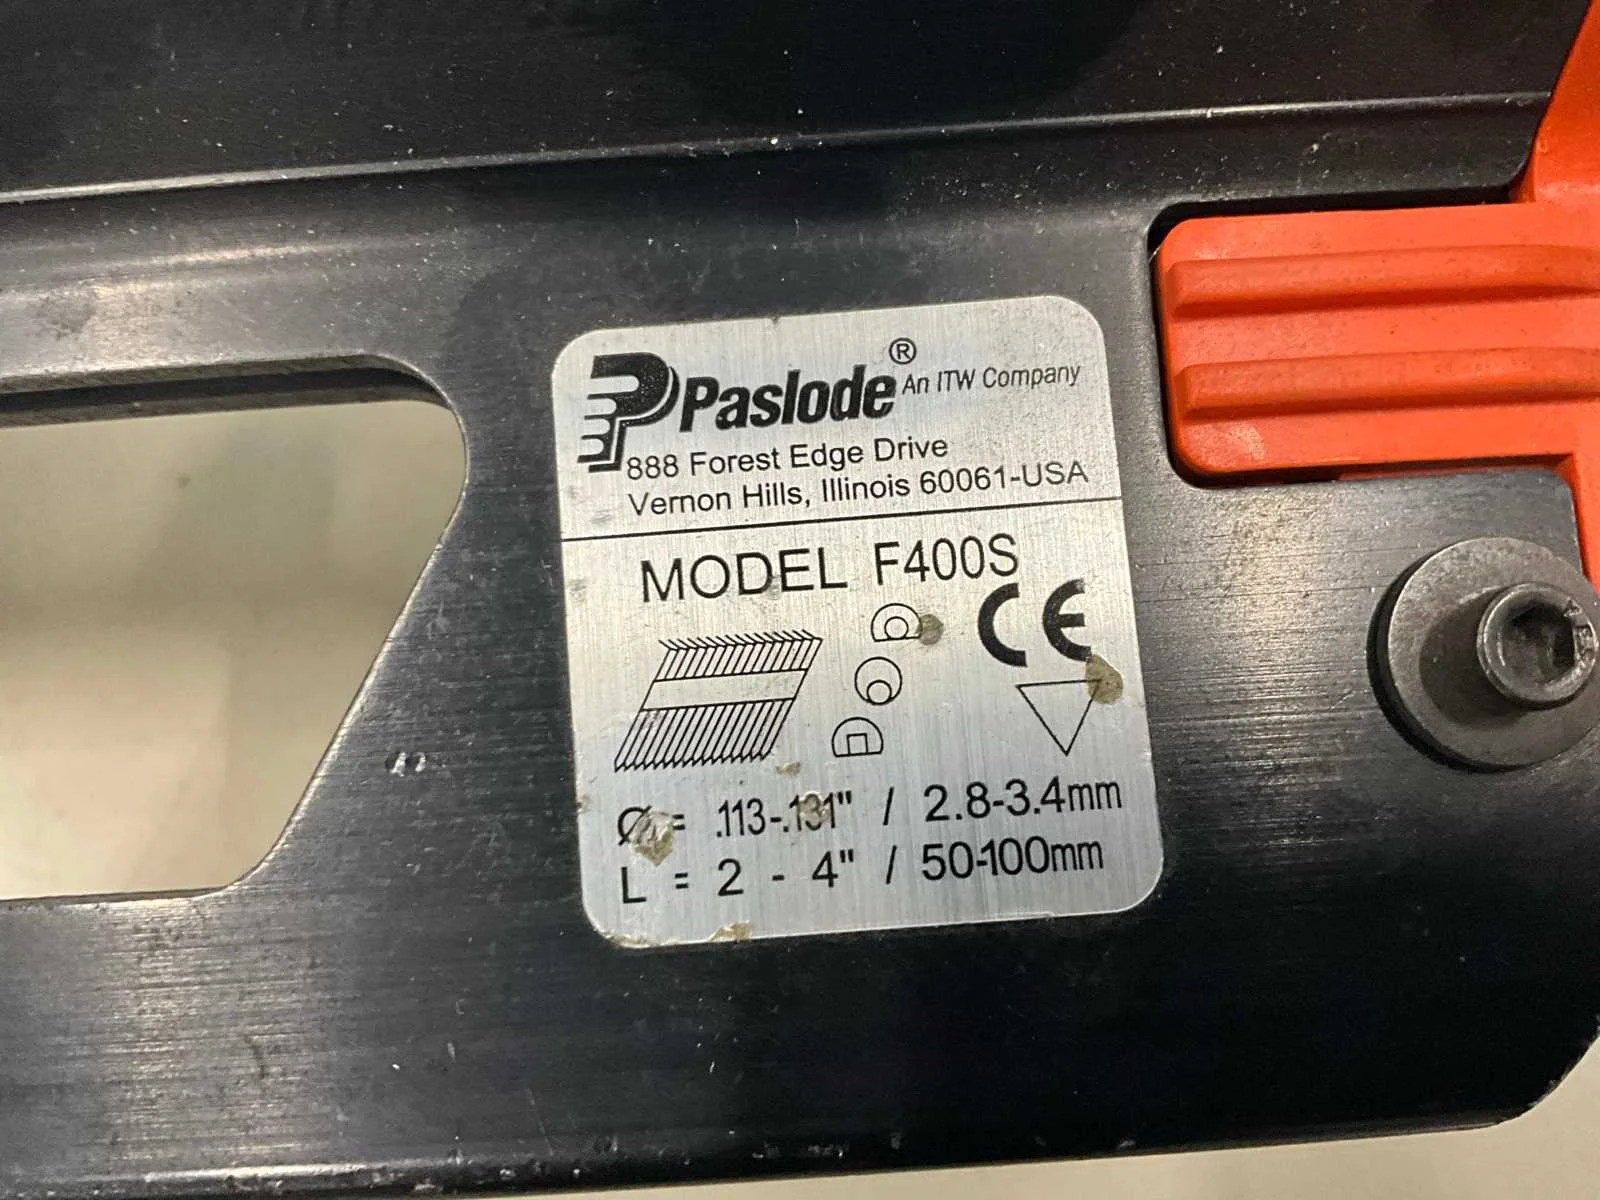 Paslode® An ITW Company
888 Forest Edge Drive
Vernon Hills, Illinois 60061-USA
MODEL F400S
CE
Ø = .113-.131" / 2.8-3.4mm
L = 2 - 4" / 50-100mm